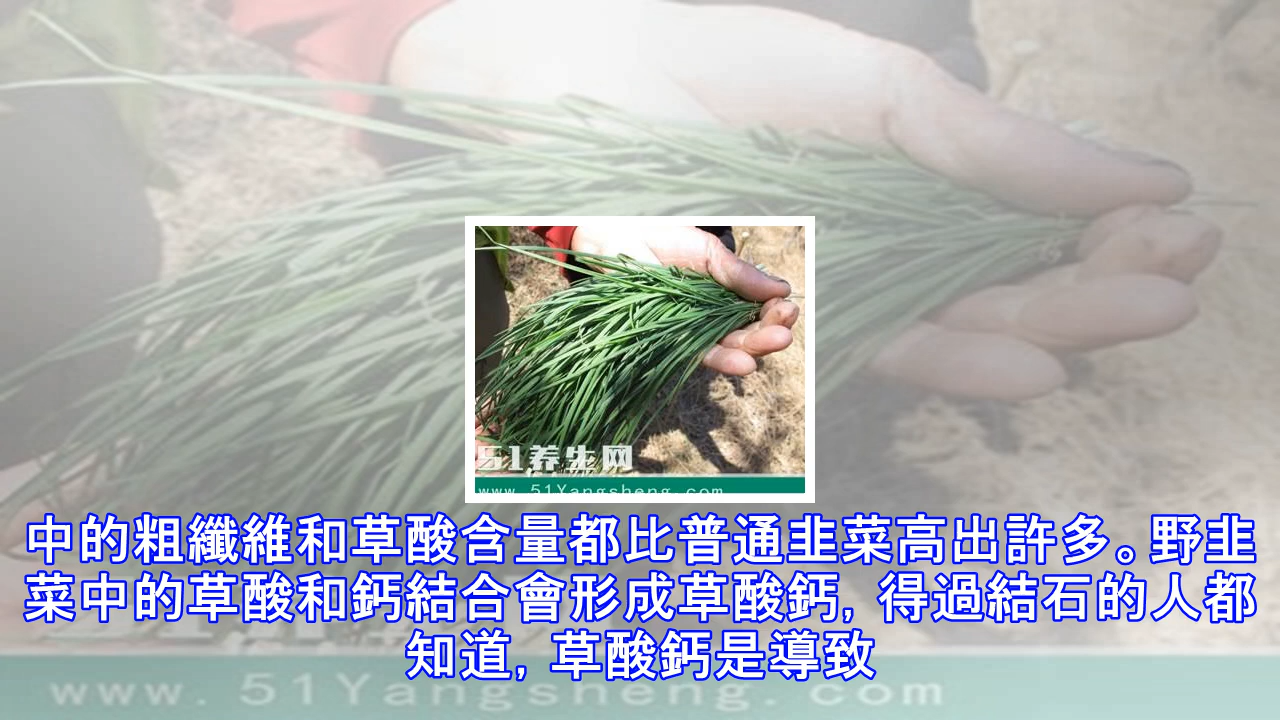 51养生网
www.51Yangsheng.com
中的粗纖維和草酸含量都比普通韭菜高出許多。野韭
菜中的草酸和鈣結合會形成草酸鈣, 得過結石的人都
知道, 草酸鈣是導致
www.51Yangsheng.com